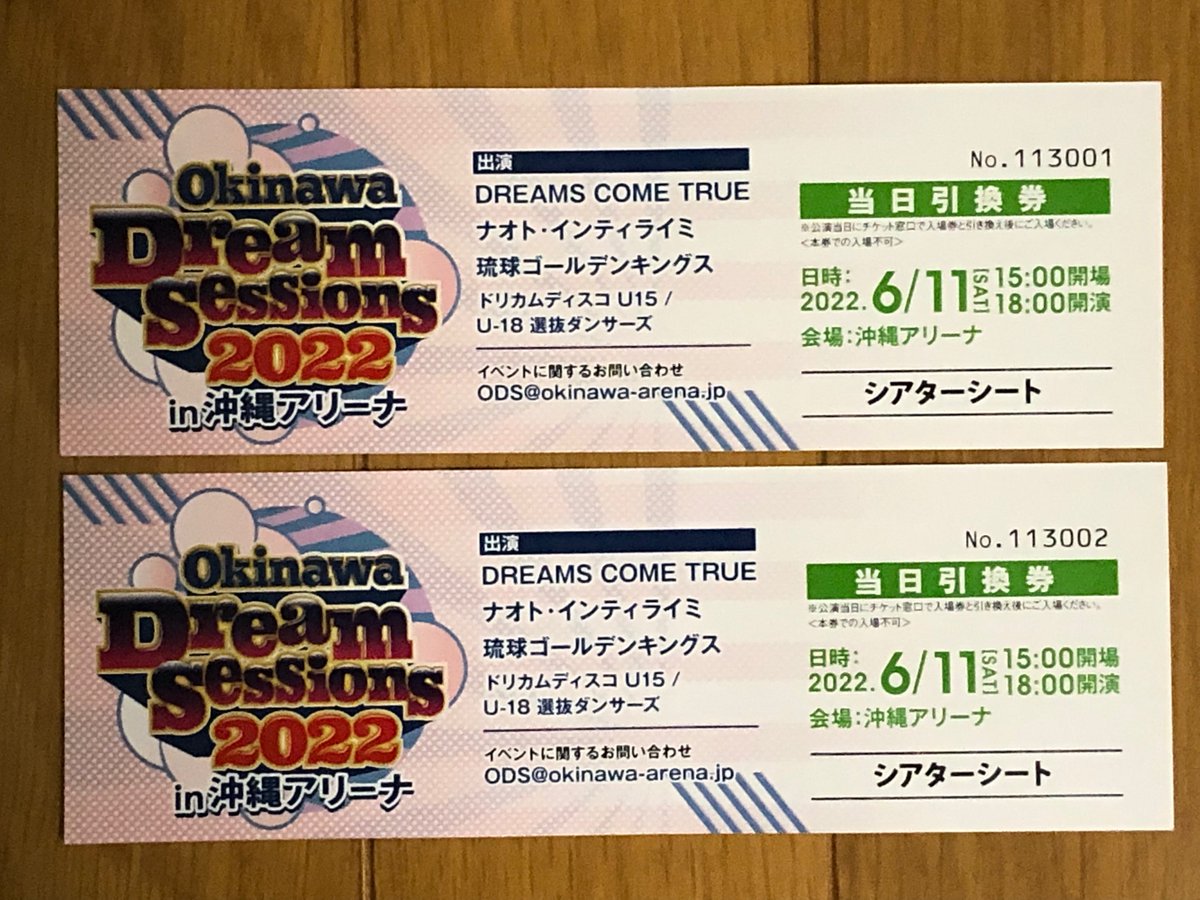 Okinawa
Dream
Sessions
2022
in 沖縄アリーナ
出演
DREAMS COME TRUE
ナオト・インティライミ
琉球ゴールデンキングス
ドリカムディスコ U15 /
U-18 選抜ダンサーズ
イベントに関するお問い合わせ
ODS@okinawa-arena.jp
No.113001
当日引換券
※公演当日にチケット窓口で入場券と引き換え後にご入場ください。
<本券での入場不可>
日時: 15:00開場
2022. 6/11 [SAT] 18:00開演
会場:沖縄アリーナ
シアターシート
Okinawa
Dream
Sessions
2022
in 沖縄アリーナ
出演
DREAMS COME TRUE
ナオト・インティライミ
琉球ゴールデンキングス
ドリカムディスコ U15 /
U-18 選抜ダンサーズ
イベントに関するお問い合わせ
ODS@okinawa-arena.jp
No.113002
当日引換券
※公演当日にチケット窓口で入場券と引き換え後にご入場ください。
<本券での入場不可>
日時: 15:00開場
2022. 6/11 [SAT] 18:00開演
会場:沖縄アリーナ
シアターシート